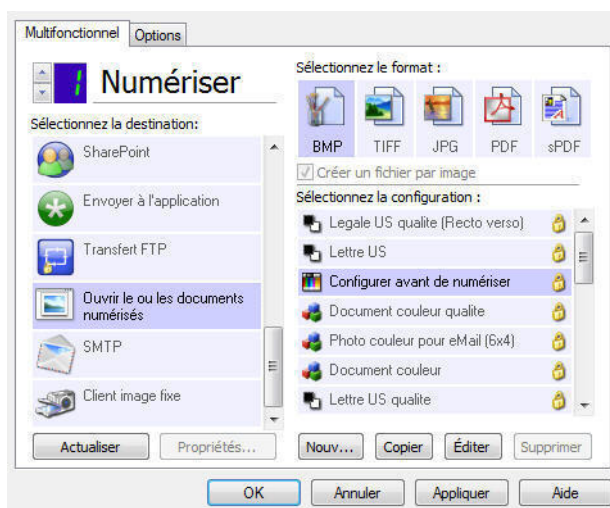 Multifonctionnel
Options
1
Numériser
Sélectionnez la destination:
SharePoint
Envoyer à l'application
Transfert FTP
Ouvrir le ou les documents
numérisés
SMTP
Client image fixe
Actualiser
Propriétés...
Sélectionnez le format :
BMP
TIFF
JPG
PDF
sPDF
Créer un fichier par image
Sélectionnez la configuration :
Legale US qualite (Recto verso)
Lettre US
Configurer avant de numériser
Document couleur qualite
Photo couleur pour eMail (6x4)
Document couleur
Lettre US qualite
Nouv...
Copier
Éditer
Supprimer
OK
Annuler
Appliquer
Aide